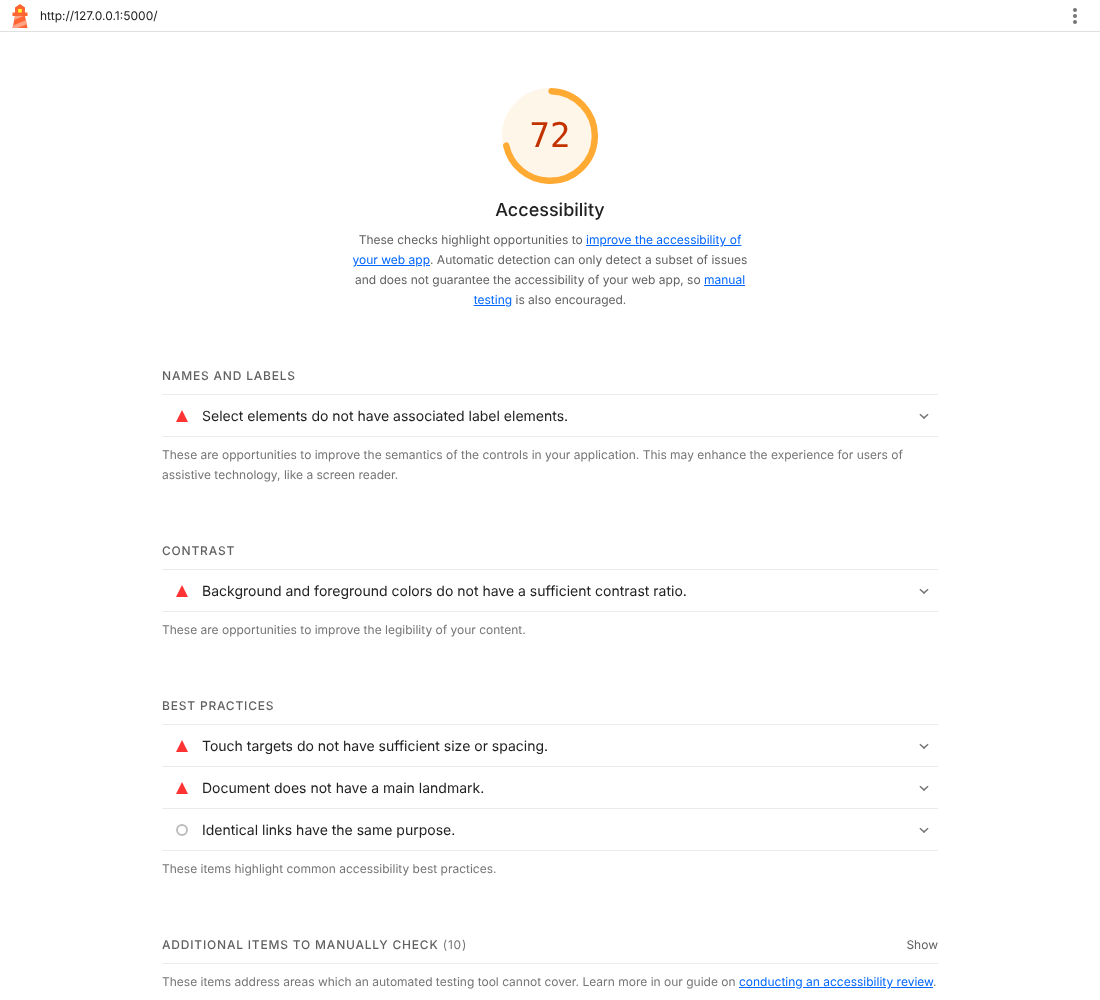 http://127.0.0.1:5000/
72
Accessibility
These checks highlight opportunities to improve the accessibility of
your web app. Automatic detection can only detect a subset of issues
and does not guarantee the accessibility of your web app, so manual
testing is also encouraged.
NAMES AND LABELS
Select elements do not have associated label elements.
These are opportunities to improve the semantics of the controls in your application. This may enhance the experience for users of
assistive technology, like a screen reader.
CONTRAST
Background and foreground colors do not have a sufficient contrast ratio.
These are opportunities to improve the legibility of your content.
BEST PRACTICES
Touch targets do not have sufficient size or spacing.
Document does not have a main landmark.
Identical links have the same purpose.
These items highlight common accessibility best practices.
ADDITIONAL ITEMS TO MANUALLY CHECK (10) Show
These items address areas which an automated testing tool cannot cover. Learn more in our guide on conducting an accessibility review.